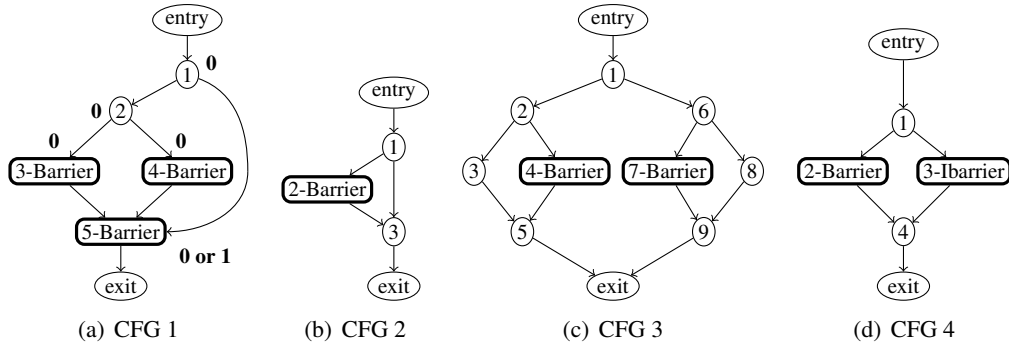 entry
1 0
0 2
0 0
3-Barrier 4-Barrier
5-Barrier
0 or 1
exit
(a) CFG 1
entry
1
2-Barrier
3
exit
(b) CFG 2
entry
1
2 6
3 4-Barrier 7-Barrier 8
5 9
exit
(c) CFG 3
entry
1
2-Barrier 3-Ibarrier
4
exit
(d) CFG 4